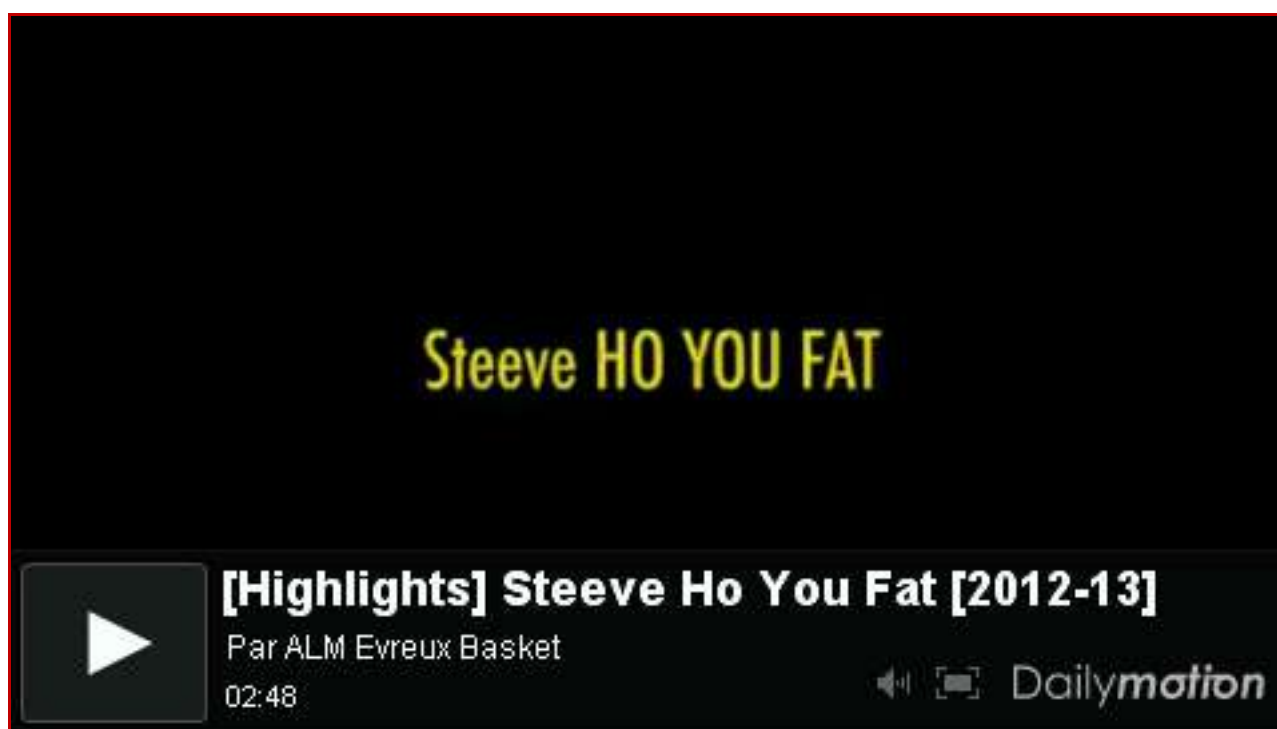 Steeve HO YOU FAT
[Highlights] Steeve Ho You Fat [2012-13]
Par ALM Evreux Basket
02:48
Dailymotion